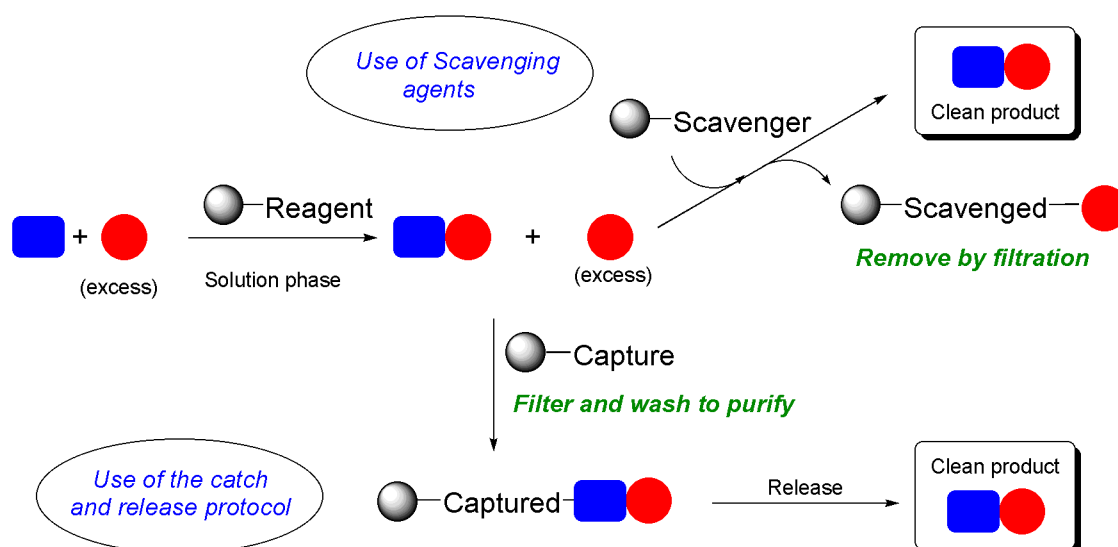 Use of Scavenging
agents
Scavenger
Clean product
Reagent
Scavenged
+
+
(excess)
Solution phase
(excess)
Remove by filtration
Capture
Filter and wash to purify
Use of the catch
and release protocol
Captured
Release
Clean product